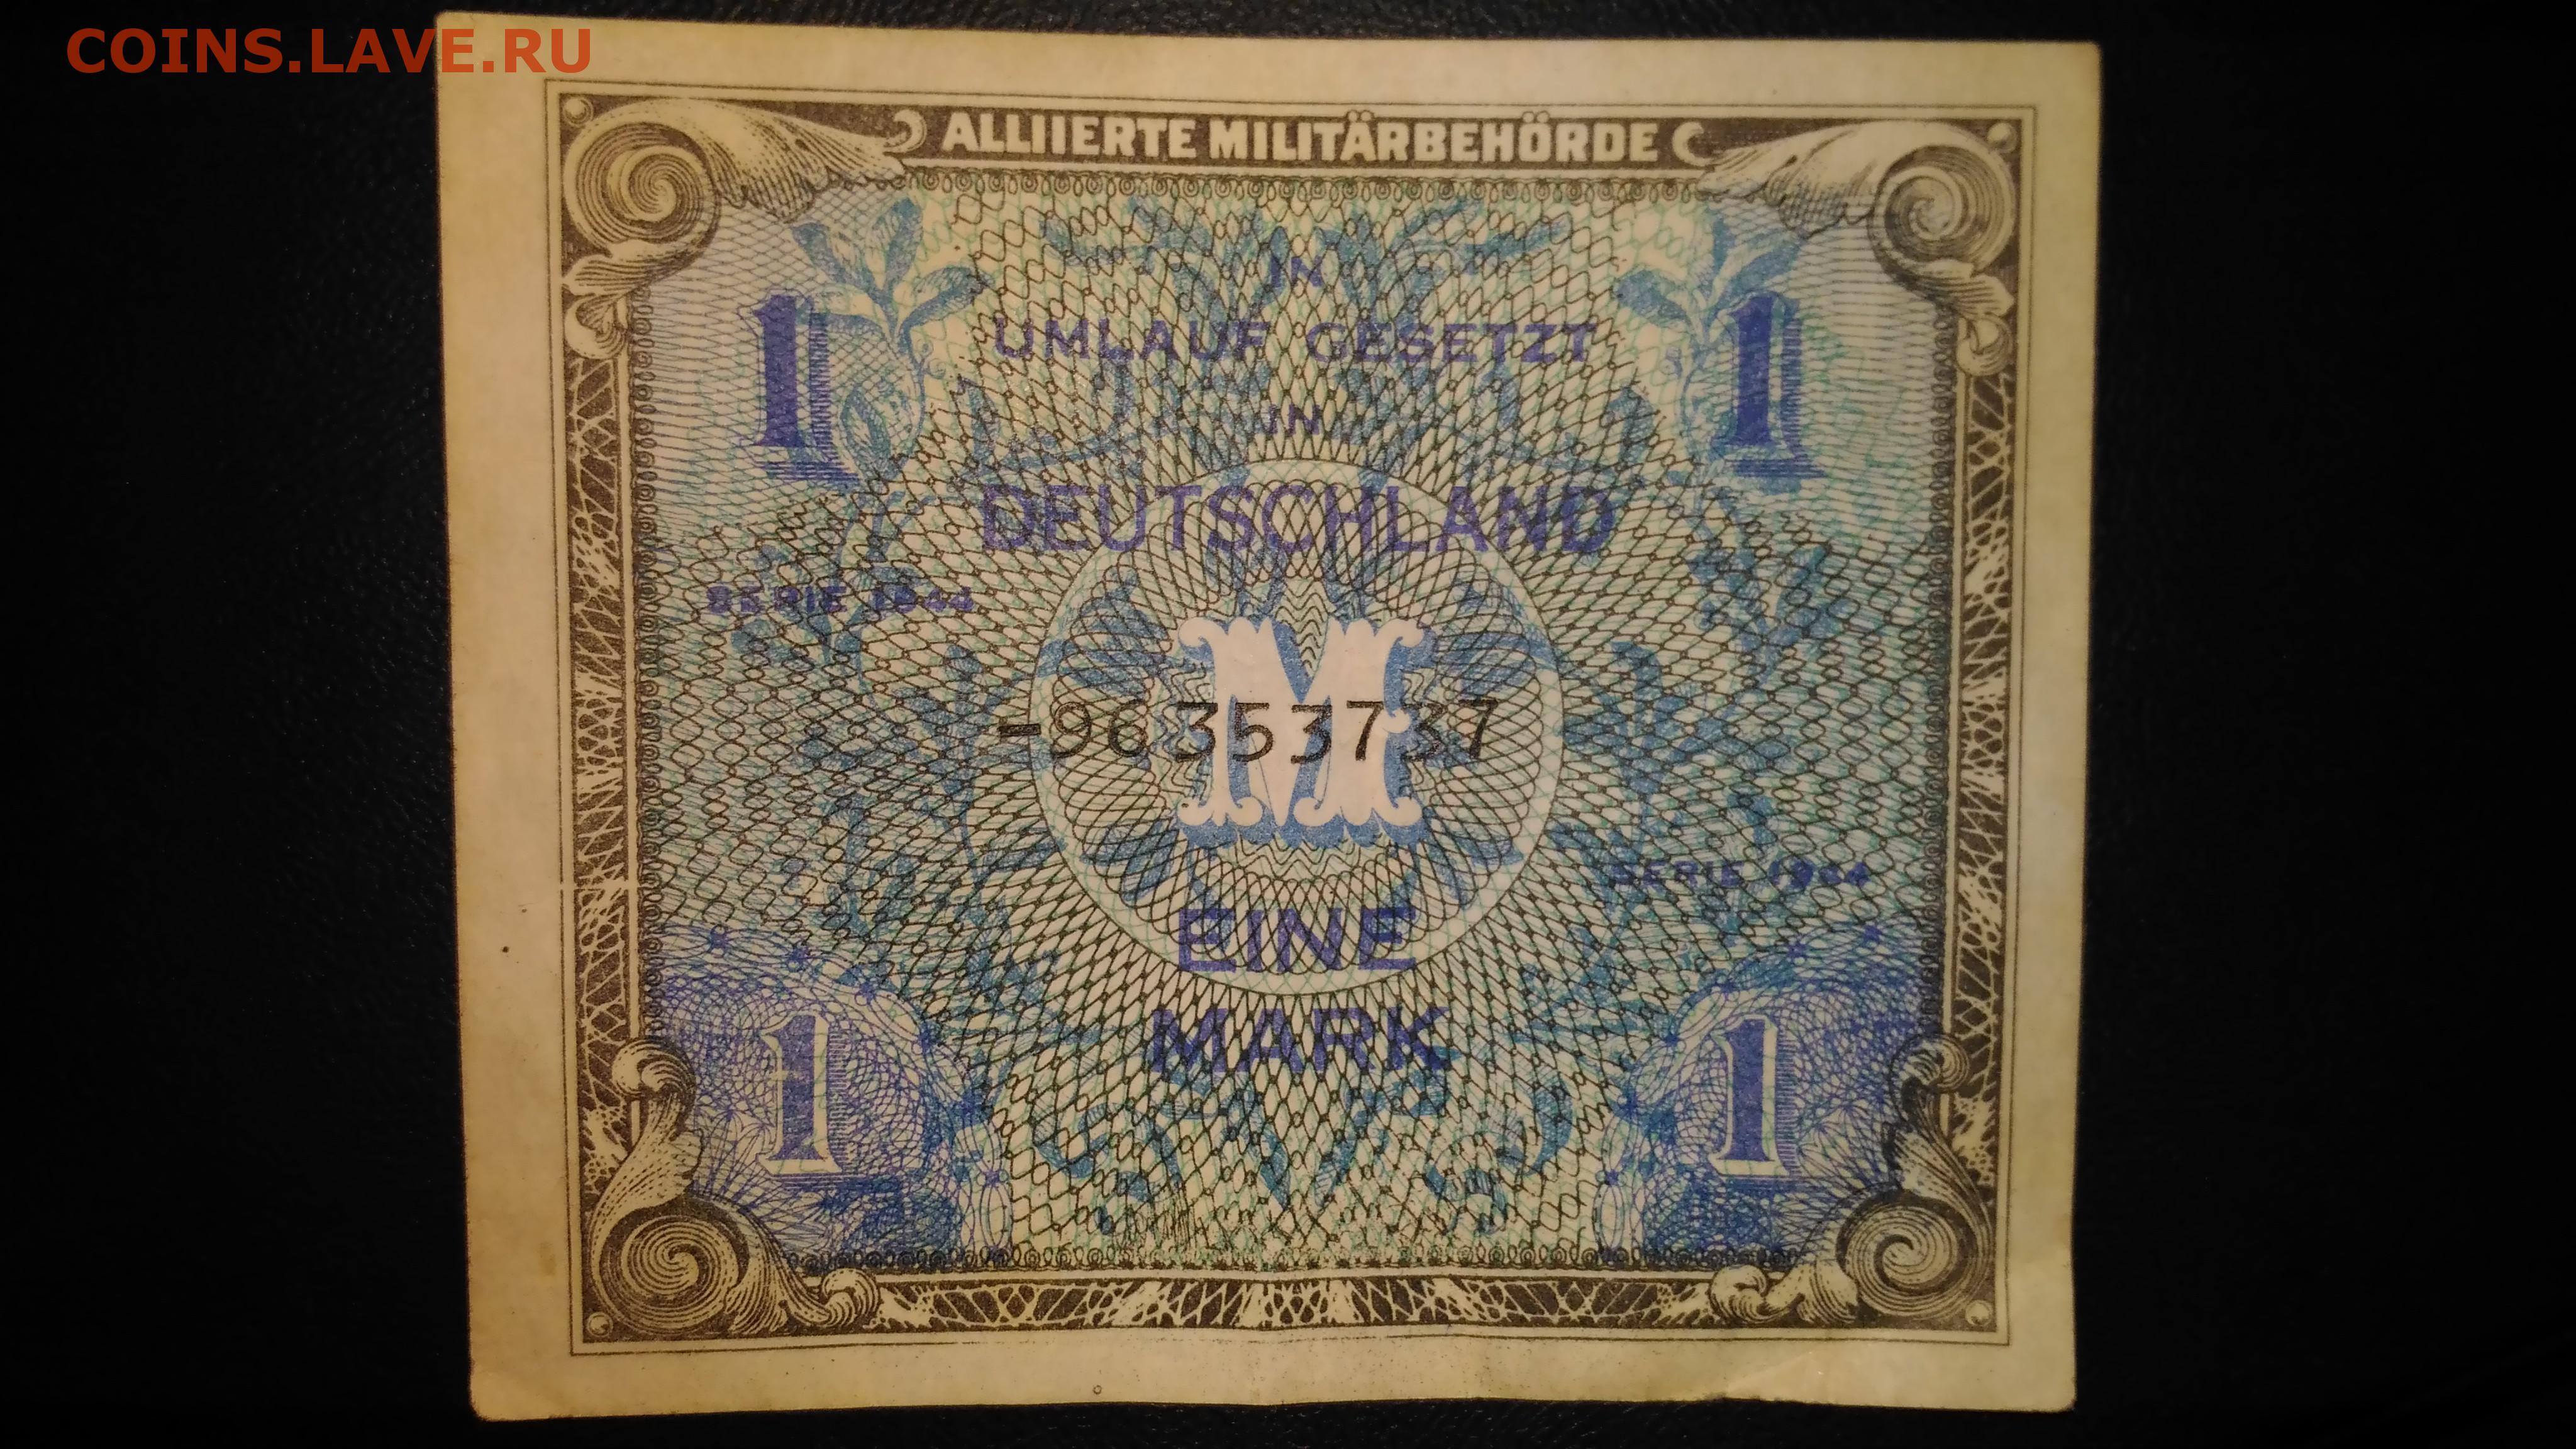 COINS.LAVE.RU
ALLIIERTE MILITÄRBEHÖRDE
IN
1 UMLAUF GESETZT 1
IN
DEUTSCHLAND
SERIE 1944
M
-96353737
SERIE 1944
EINE
MARK
1 1